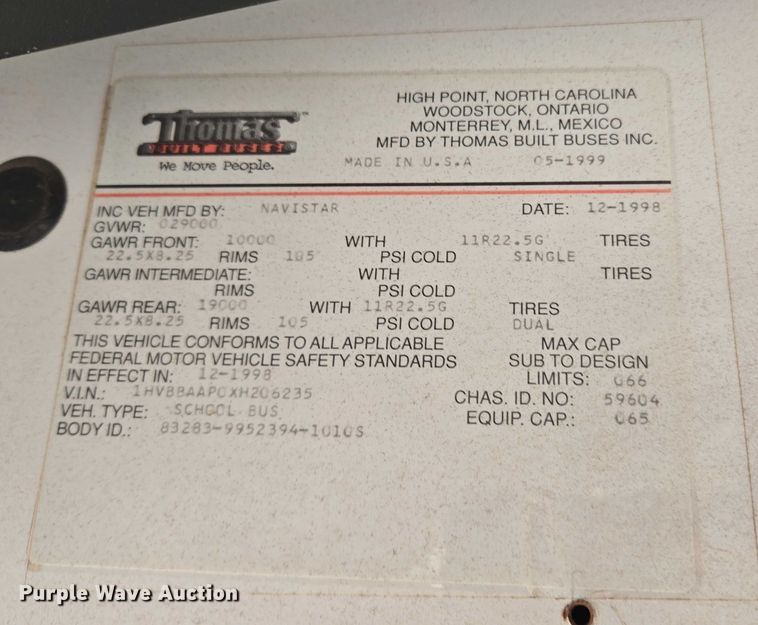 HIGH POINT, NORTH CAROLINA
WOODSTOCK, ONTARIO
MONTERREY, M.L., MEXICO
MFD BY THOMAS BUILT BUSES INC.
Thomas
BUILT BUSES
We Move People.
MADE IN U.S.A 05-1999
INC VEH MFD BY: NAVISTAR DATE: 12-1998
GVWR: 029000
GAWR FRONT: 10000 WITH 11R22.5G TIRES
22.5X8.25 RIMS 105 PSI COLD SINGLE
GAWR INTERMEDIATE: WITH TIRES
RIMS PSI COLD
GAWR REAR: 19000 WITH 11R22.5G TIRES
22.5X8.25 RIMS 105 PSI COLD DUAL
THIS VEHICLE CONFORMS TO ALL APPLICABLE MAX CAP
FEDERAL MOTOR VEHICLE SAFETY STANDARDS SUB TO DESIGN
IN EFFECT IN: 12-1998 LIMITS: 066
V.I.N.: 1HVBBAAP0XH206235 CHAS. ID. NO: 59604
VEH. TYPE: SCHOOL BUS EQUIP. CAP.: 065
BODY ID.: 83283-9952394-1010S
Purple Wave Auction